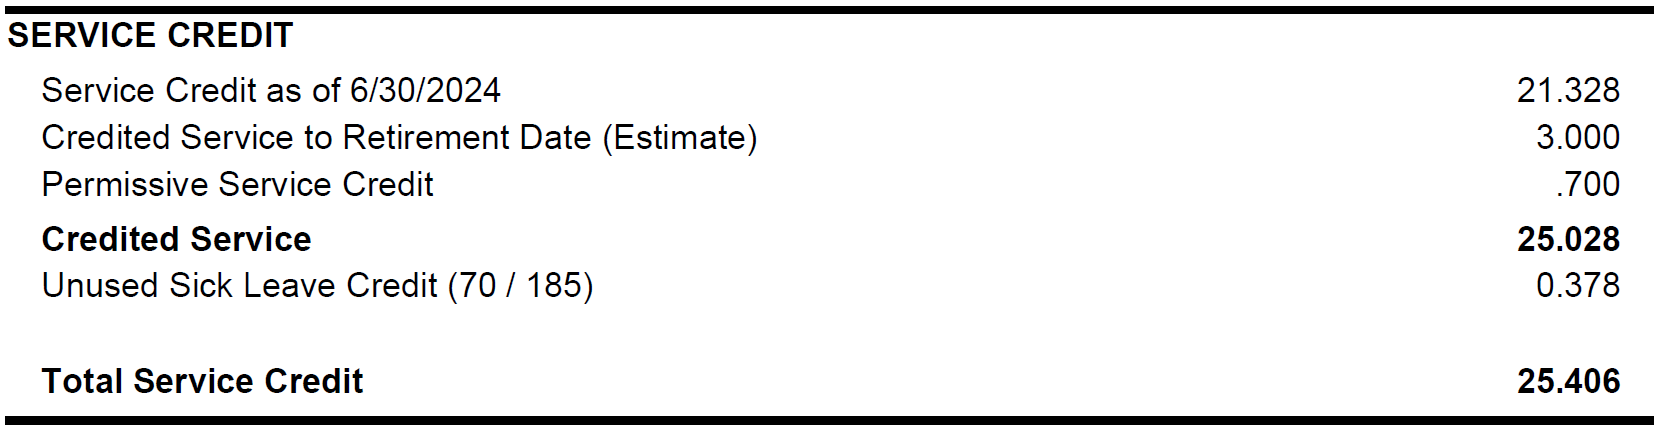 SERVICE CREDIT
Service Credit as of 6/30/2024 21.328
Credited Service to Retirement Date (Estimate) 3.000
Permissive Service Credit .700
Credited Service 25.028
Unused Sick Leave Credit (70 / 185) 0.378
Total Service Credit 25.406